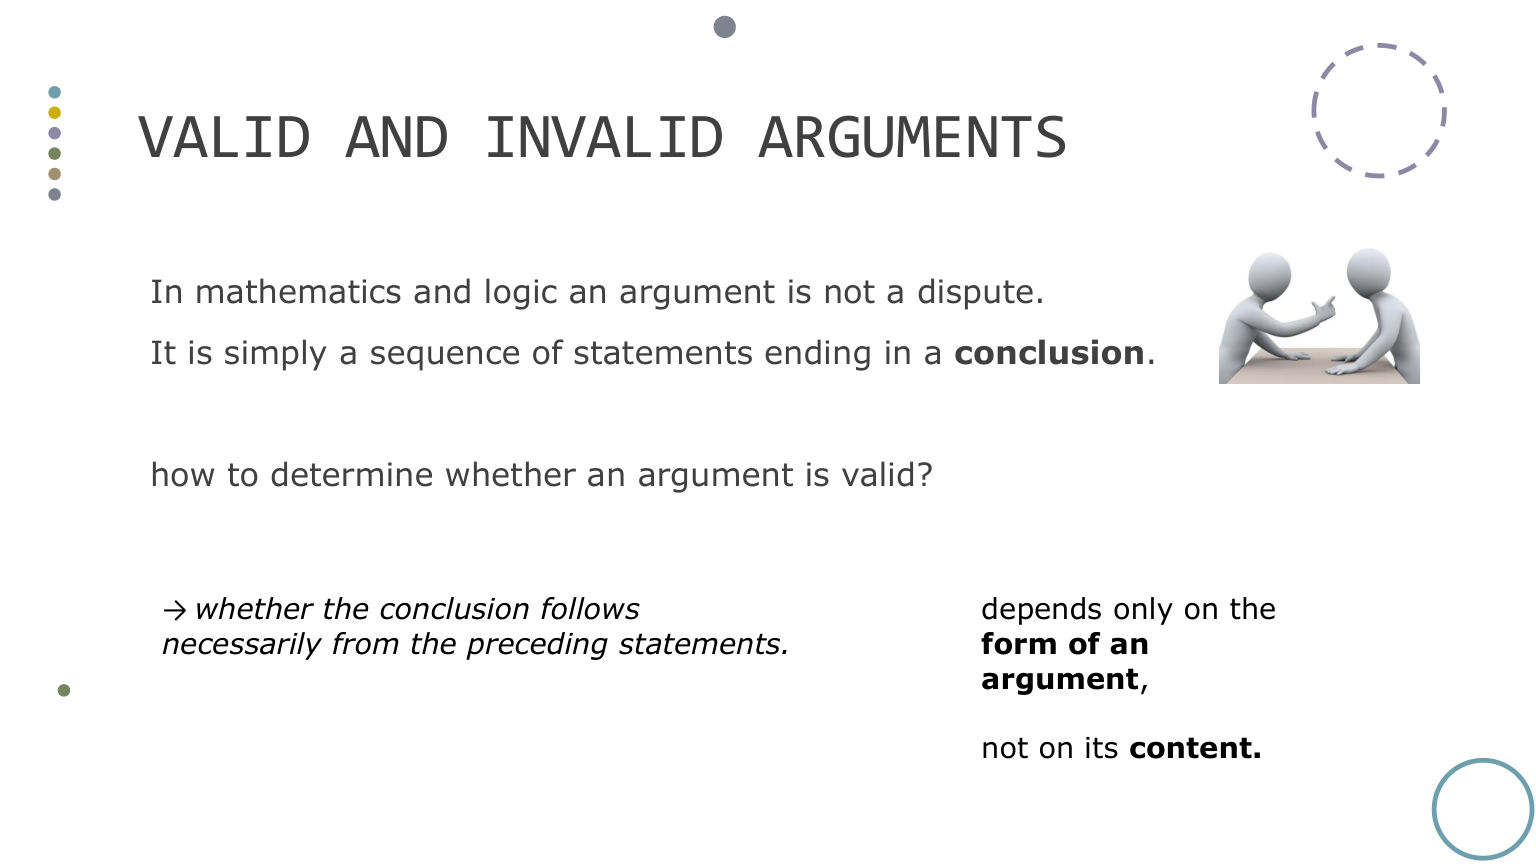 VALID AND INVALID ARGUMENTS
In mathematics and logic an argument is not a dispute.
It is simply a sequence of statements ending in a conclusion.
how to determine whether an argument is valid?
→ whether the conclusion follows
necessarily from the preceding statements.
depends only on the
form of an
argument,
not on its content.